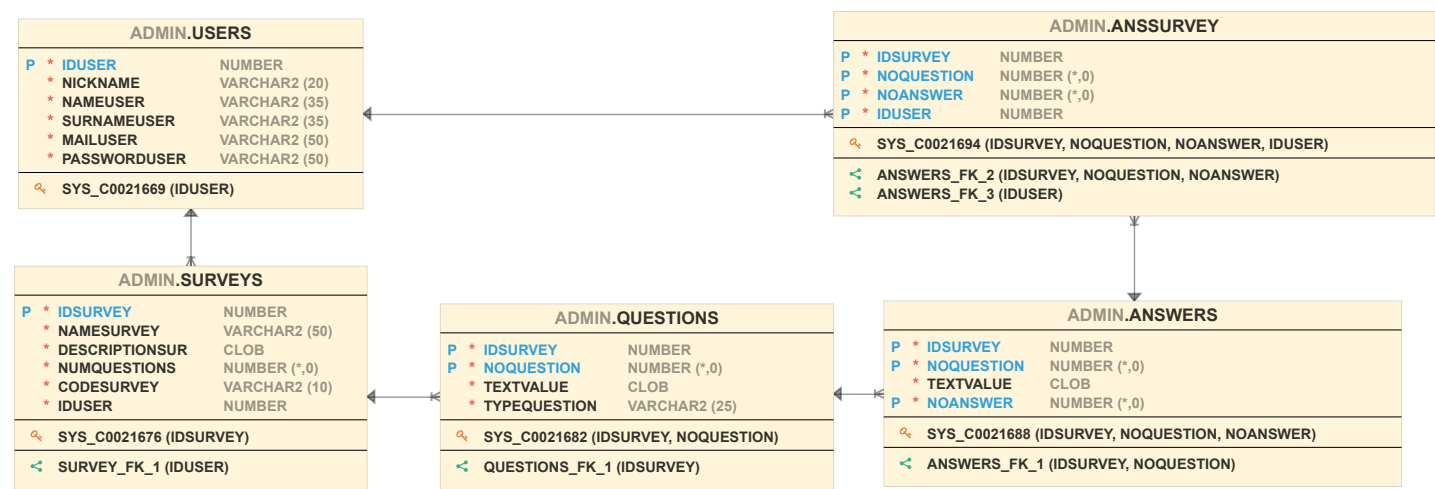 ADMIN.USERS
P * IDUSER NUMBER
* NICKNAME VARCHAR2 (20)
* NAMEUSER VARCHAR2 (35)
* SURNAMEUSER VARCHAR2 (35)
* MAILUSER VARCHAR2 (50)
* PASSWORDUSER VARCHAR2 (50)
SYS_C0021669 (IDUSER)
ADMIN.ANSSURVEY
P * IDSURVEY NUMBER
P * NOQUESTION NUMBER (*,0)
P * NOANSWER NUMBER (*,0)
P * IDUSER NUMBER
SYS_C0021694 (IDSURVEY, NOQUESTION, NOANSWER, IDUSER)
ANSWERS_FK_2 (IDSURVEY, NOQUESTION, NOANSWER)
ANSWERS_FK_3 (IDUSER)
ADMIN.SURVEYS
P * IDSURVEY NUMBER
* NAMESURVEY VARCHAR2 (50)
* DESCRIPTIONSUR CLOB
* NUMQUESTIONS NUMBER (*,0)
* CODESURVEY VARCHAR2 (10)
* IDUSER NUMBER
SYS_C0021676 (IDSURVEY)
SURVEY_FK_1 (IDUSER)
ADMIN.QUESTIONS
P * IDSURVEY NUMBER
P * NOQUESTION NUMBER (*,0)
* TEXTVALUE CLOB
* TYPEQUESTION VARCHAR2 (25)
SYS_C0021682 (IDSURVEY, NOQUESTION)
QUESTIONS_FK_1 (IDSURVEY)
ADMIN.ANSWERS
P * IDSURVEY NUMBER
P * NOQUESTION NUMBER (*,0)
* TEXTVALUE CLOB
P * NOANSWER NUMBER (*,0)
SYS_C0021688 (IDSURVEY, NOQUESTION, NOANSWER)
ANSWERS_FK_1 (IDSURVEY, NOQUESTION)